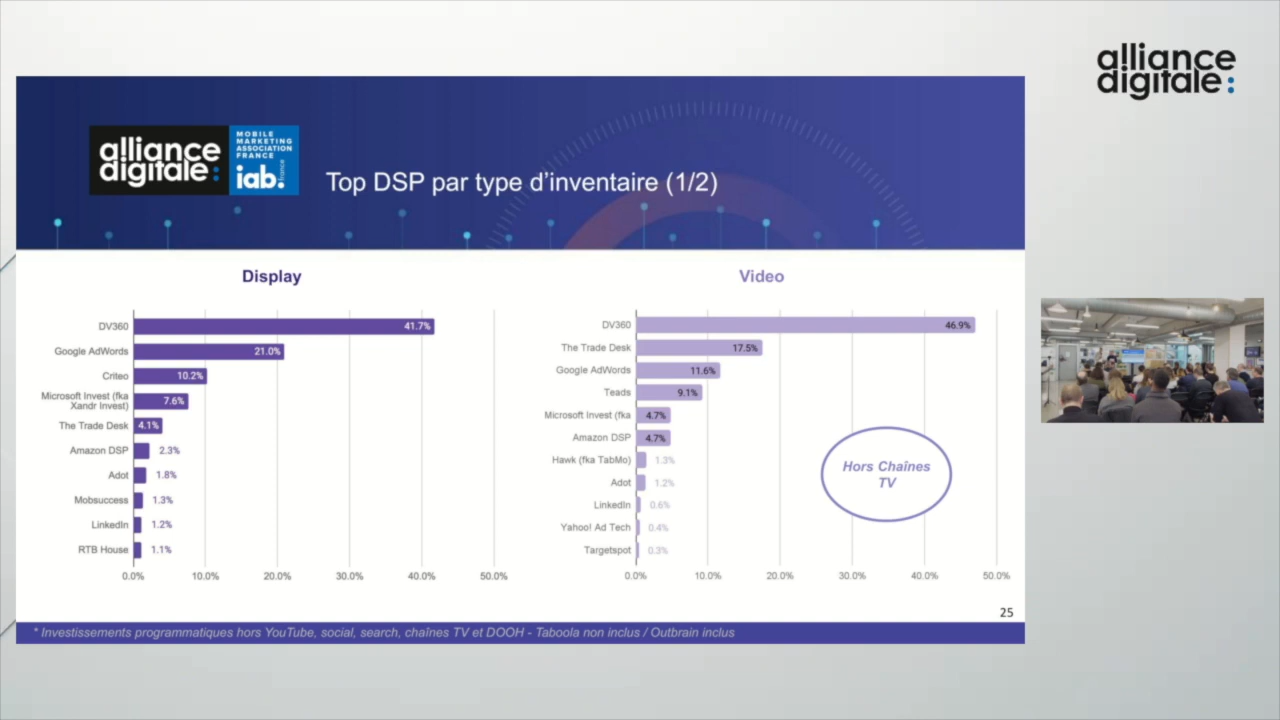 alliance
digitale:
alliance
digitale:
MOBILE
MARKETING
ASSOCIATION
FRANCE
iab.
france
Top DSP par type d'inventaire (1/2)
Display
DV360
41.7%
Google AdWords
21.0%
Criteo
10.2%
Microsoft Invest (fka
Xandr Invest)
7.6%
The Trade Desk
4.1%
Amazon DSP
2.3%
Adot
1.8%
Mobsuccess
1.3%
LinkedIn
1.2%
RTB House
1.1%
0.0%
10.0%
20.0%
30.0%
40.0%
50.0%
Video
DV360
46.9%
The Trade Desk
17.5%
Google AdWords
11.6%
Teads
9.1%
Microsoft Invest (fka
4.7%
Amazon DSP
4.7%
Hawk (fka TabMo)
1.3%
Adot
1.2%
LinkedIn
0.6%
Yahoo! Ad Tech
0.4%
Targetspot
0.3%
0.0%
10.0%
20.0%
30.0%
40.0%
50.0%
Hors Chaînes
TV
25
* Investissements programmatiques hors YouTube, social, search, chaînes TV et DOOH - Taboola non inclus / Outbrain inclus